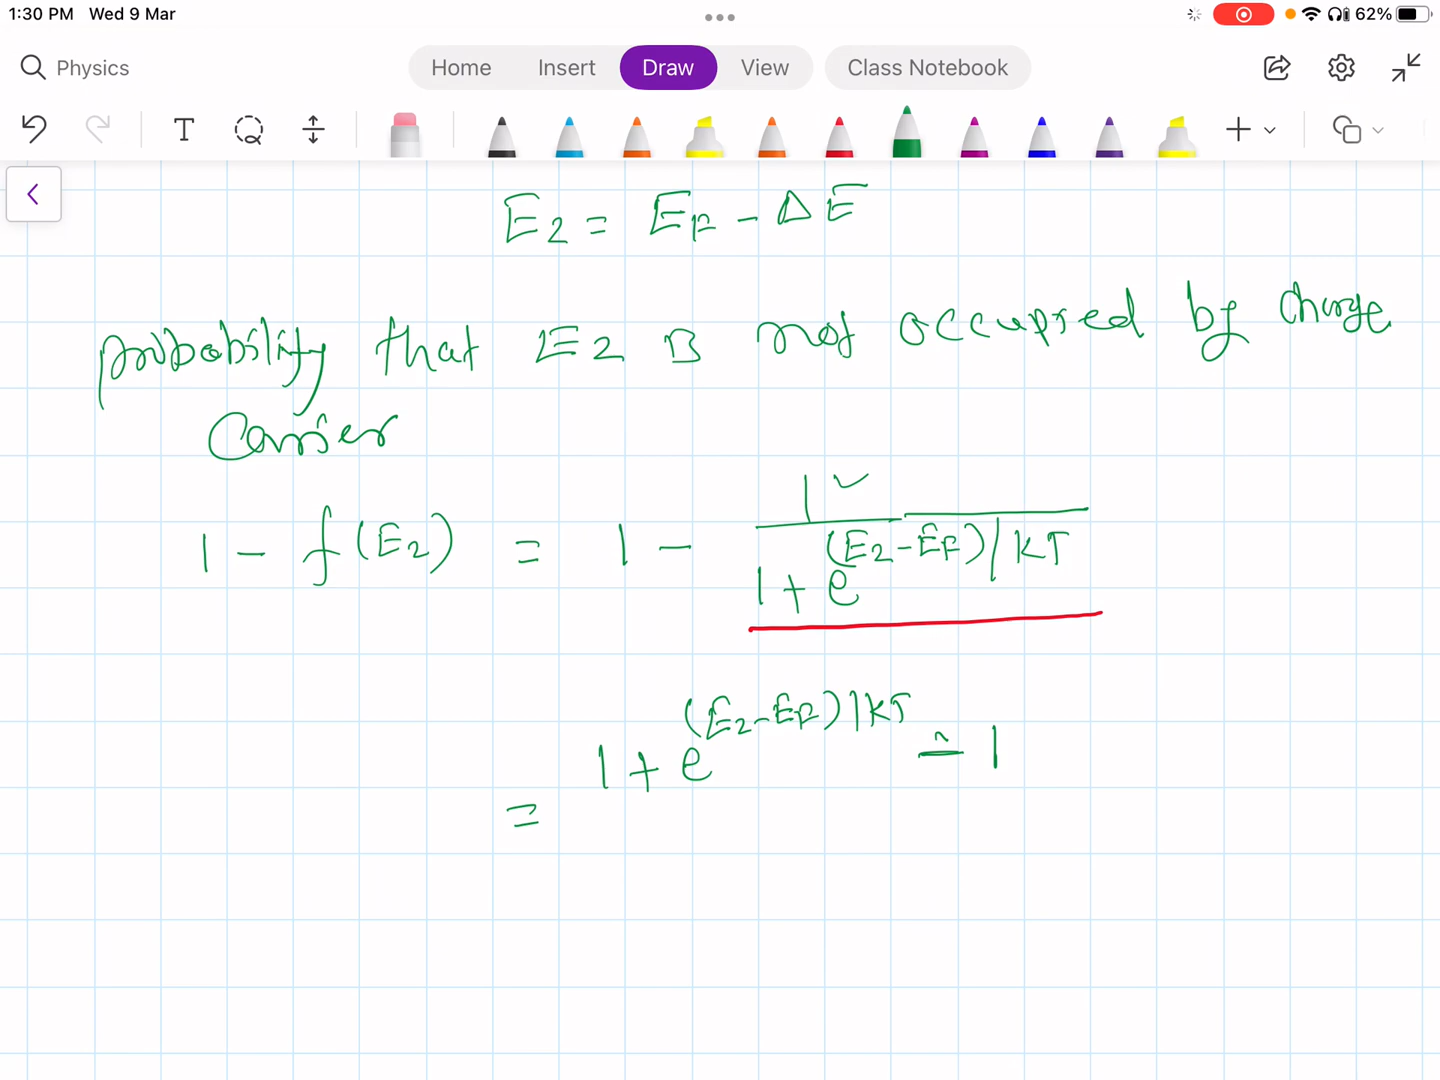 1:30 PM Wed 9 Mar 62%
Physics Home Insert Draw View Class Notebook
T
E2 = EF - ΔE
probability that E2 is not occupied by charge
Carrier
1 - f(E2) = 1 - 1 ✓ / 1 + e^(E2-EF)/KT
= 1 + e^(E2-EF)/KT - 1